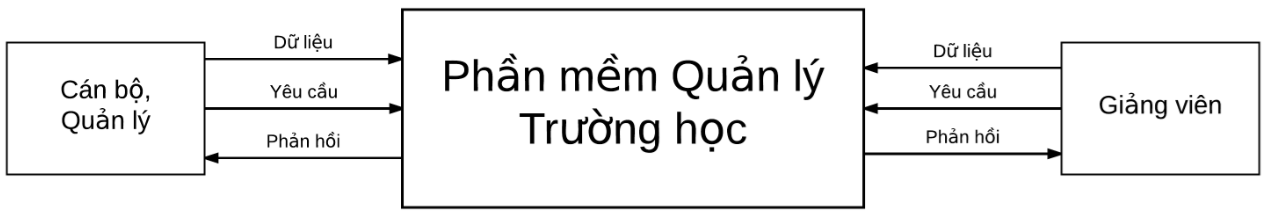 Cán bộ,
Quản lý
Dữ liệu
Yêu cầu
Phản hồi
Phần mềm Quản lý
Trường học
Dữ liệu
Yêu cầu
Phản hồi
Giảng viên